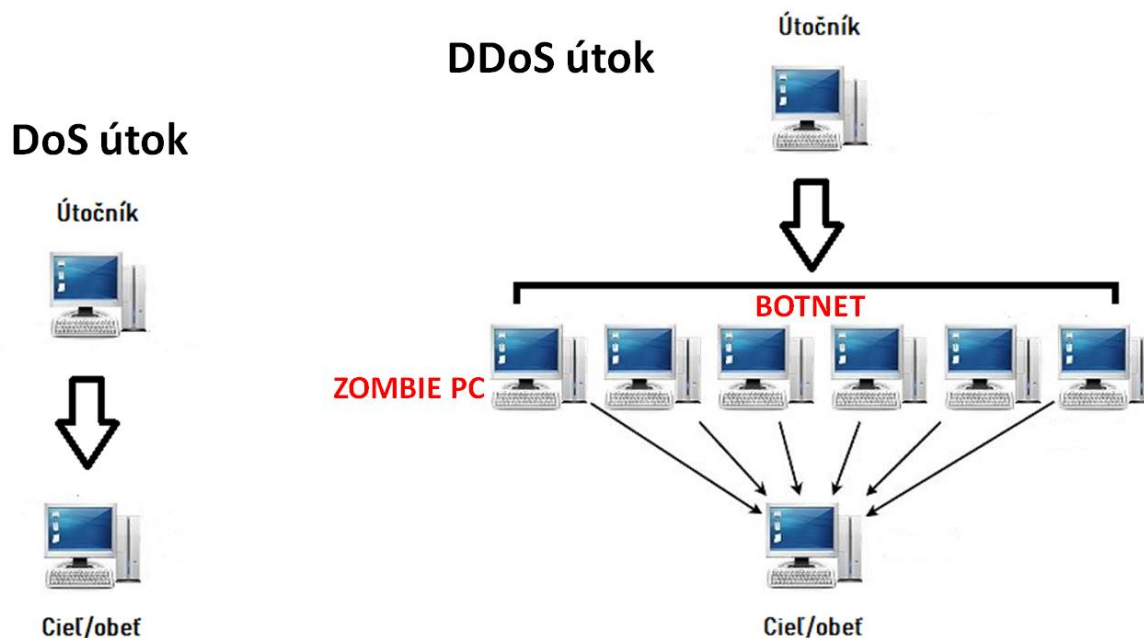 DoS útok
Útočník
Cieľ/obeť
DDoS útok
Útočník
BOTNET
ZOMBIE PC
Cieľ/obeť